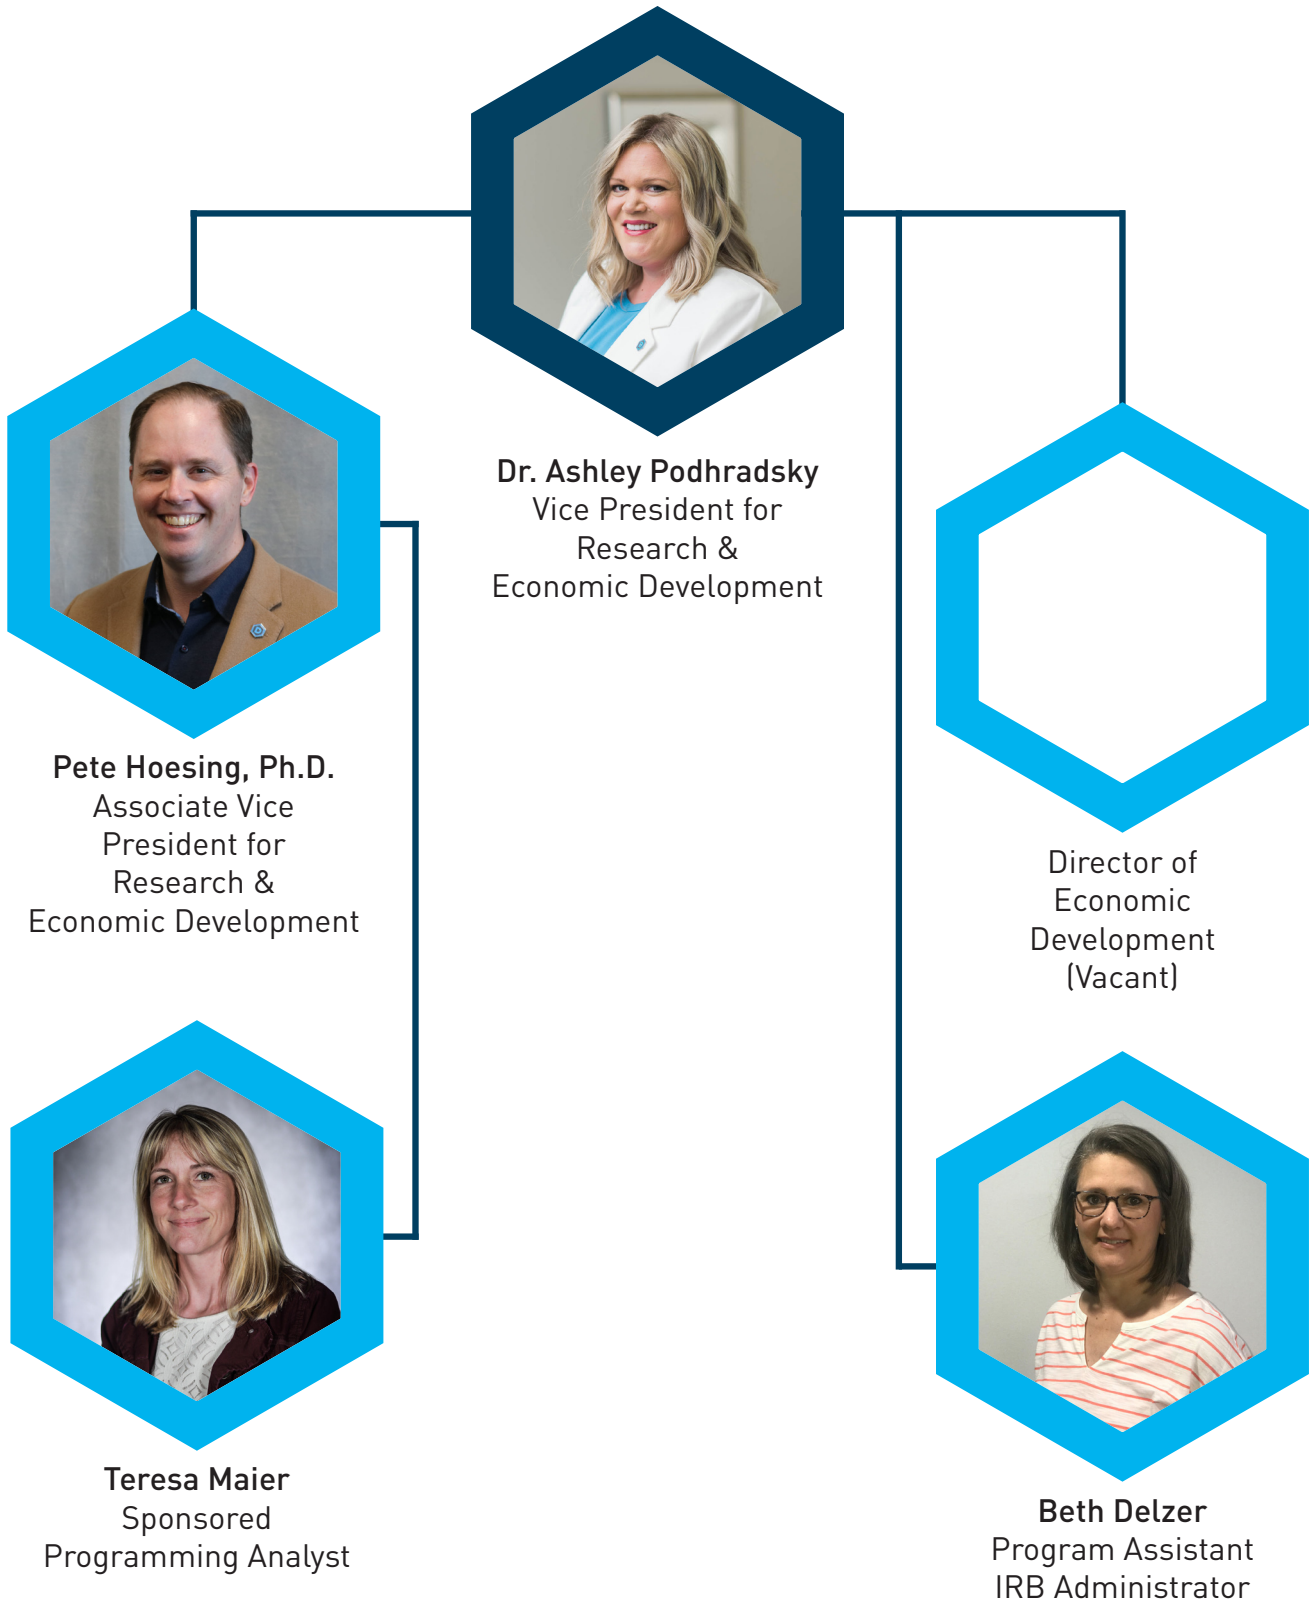 Dr. Ashley Podhradsky
Vice President for
Research &
Economic Development
Pete Hoesing, Ph.D.
Associate Vice
President for
Research &
Economic Development
Director of
Economic
Development
(Vacant)
Teresa Maier
Sponsored
Programming Analyst
Beth Delzer
Program Assistant
IRB Administrator